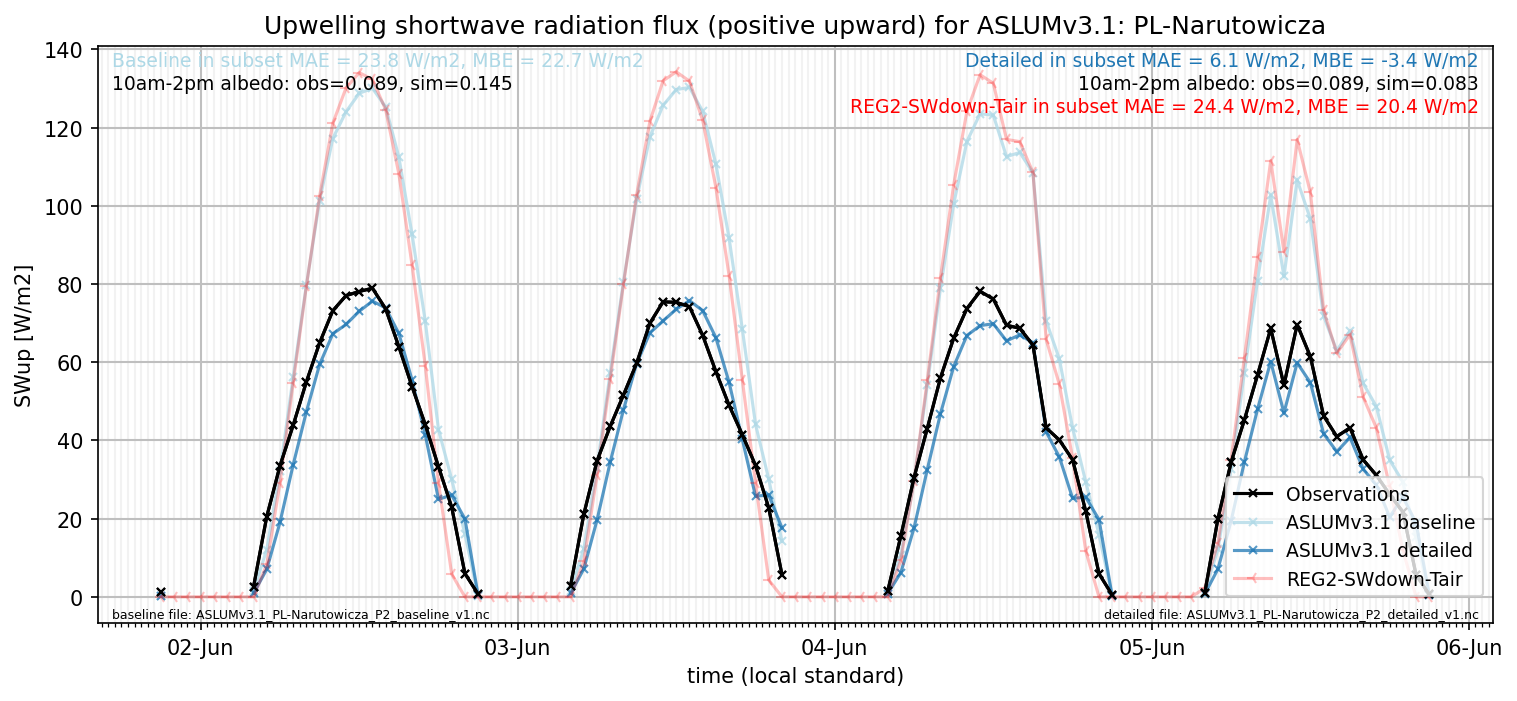 Upwelling shortwave radiation flux (positive upward) for ASLUMv3.1: PL-Narutowicza
Baseline in subset MAE = 23.8 W/m2, MBE = 22.7 W/m2
10am-2pm albedo: obs=0.089, sim=0.145
Detailed in subset MAE = 6.1 W/m2, MBE = -3.4 W/m2
10am-2pm albedo: obs=0.089, sim=0.083
REG2-SWdown-Tair in subset MAE = 24.4 W/m2, MBE = 20.4 W/m2
SWup [W/m2]
140
120
100
80
60
40
20
0
Observations
ASLUMv3.1 baseline
ASLUMv3.1 detailed
REG2-SWdown-Tair
baseline file: ASLUMv3.1_PL-Narutowicza_P2_baseline_v1.nc
detailed file: ASLUMv3.1_PL-Narutowicza_P2_detailed_v1.nc
02-Jun
03-Jun
04-Jun
05-Jun
06-Jun
time (local standard)